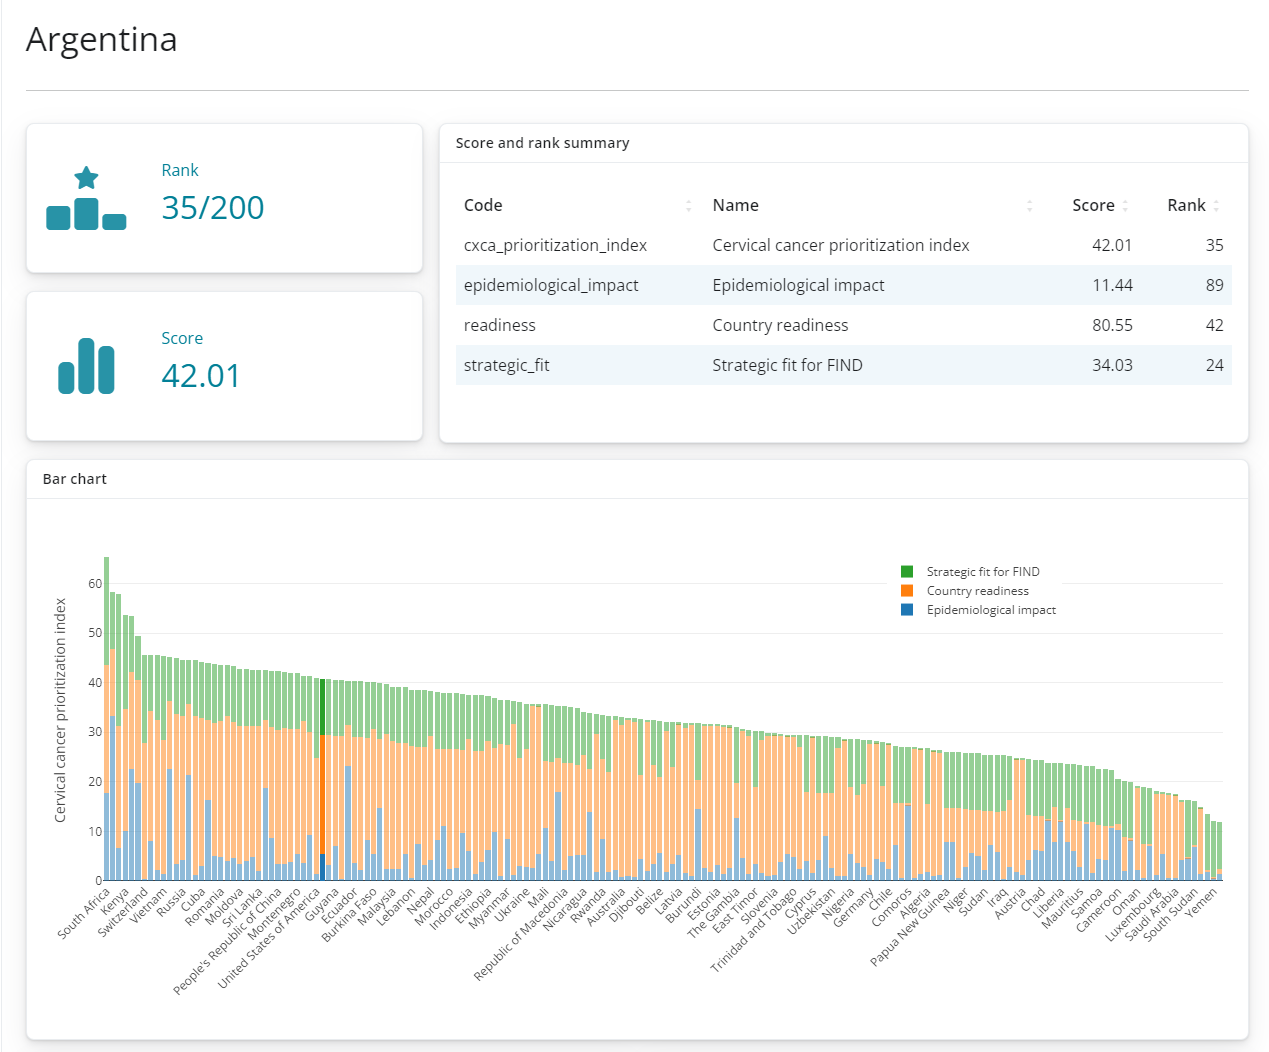 Argentina
Rank
35/200
Score
42.01
Score and rank summary
Code Name Score Rank
cxca_prioritization_index Cervical cancer prioritization index 42.01 35
epidemiological_impact Epidemiological impact 11.44 89
readiness Country readiness 80.55 42
strategic_fit Strategic fit for FIND 34.03 24
Bar chart
Cervical cancer prioritization index
60
50
40
30
20
10
0
Strategic fit for FIND
Country readiness
Epidemiological impact
South Africa
Kenya
Switzerland
Vietnam
Russia
Cuba
Romania
Moldova
Sri Lanka
People's Republic of China
Montenegro
United States of America
Guyana
Ecuador
Burkina Faso
Malaysia
Lebanon
Nepal
Morocco
Indonesia
Ethiopia
Myanmar
Ukraine
Mali
Republic of Macedonia
Nicaragua
Rwanda
Australia
Djibouti
Belize
Latvia
Burundi
Estonia
The Gambia
East Timor
Slovenia
Trinidad and Tobago
Cyprus
Uzbekistan
Nigeria
Germany
Chile
Comoros
Algeria
Papua New Guinea
Niger
Sudan
Iraq
Austria
Chad
Liberia
Mauritius
Samoa
Cameroon
Oman
Luxembourg
Saudi Arabia
South Sudan
Yemen